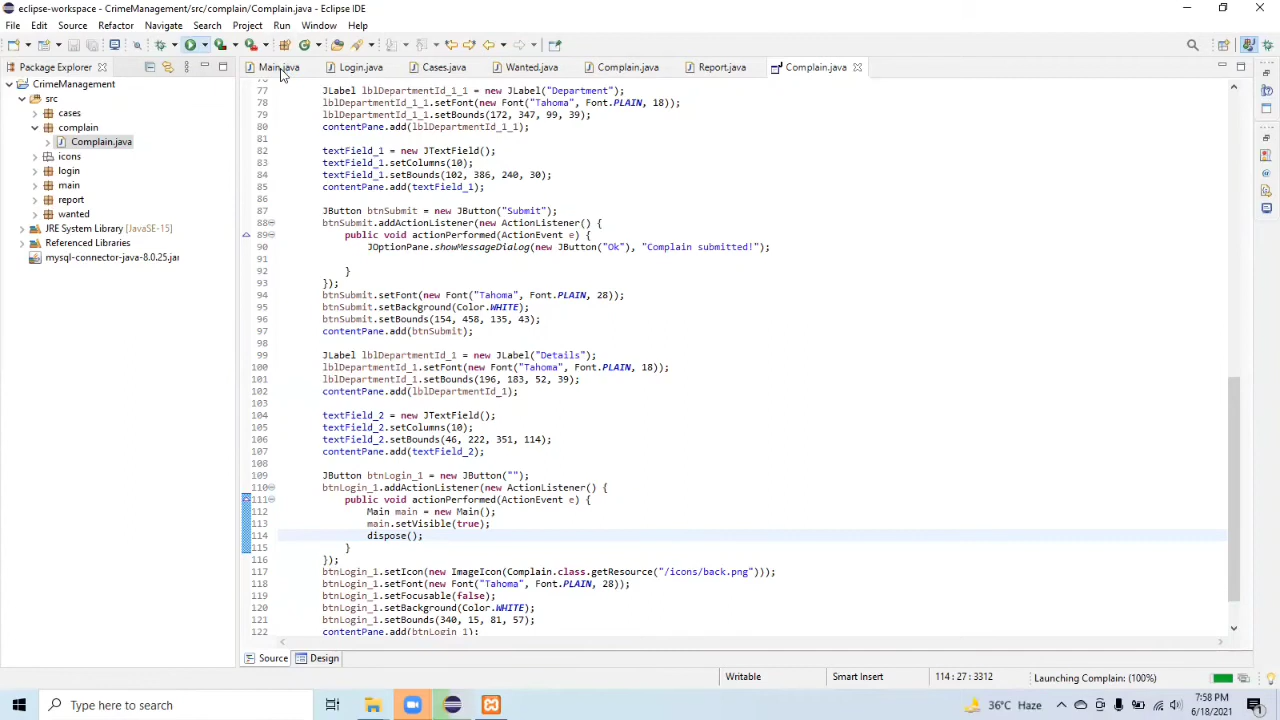 eclipse-workspace - CrimeManagement/src/complain/Complain.java - Eclipse IDE
File Edit Source Refactor Navigate Search Project Run Window Help
Package Explorer
Main.java Login.java Cases.java Wanted.java Complain.java Report.java Complain.java
CrimeManagement
src
cases
complain
Complain.java
icons
login
main
report
wanted
JRE System Library [JavaSE-15]
Referenced Libraries
mysql-connector-java-8.0.25.jar
77 JLabel lblDepartmentId_1_1 = new JLabel("Department");
78 lblDepartmentId_1_1.setFont(new Font("Tahoma", Font.PLAIN, 18));
79 lblDepartmentId_1_1.setBounds(172, 347, 99, 39);
80 contentPane.add(lblDepartmentId_1_1);
81
82 textField_1 = new JTextField();
83 textField_1.setColumns(10);
84 textField_1.setBounds(102, 386, 240, 30);
85 contentPane.add(textField_1);
86
87 JButton btnSubmit = new JButton("Submit");
88 btnSubmit.addActionListener(new ActionListener() {
89 public void actionPerformed(ActionEvent e) {
90 JOptionPane.showMessageDialog(new JButton("Ok"), "Complain submitted!");
91
92 }
93 });
94 btnSubmit.setFont(new Font("Tahoma", Font.PLAIN, 28));
95 btnSubmit.setBackground(Color.WHITE);
96 btnSubmit.setBounds(154, 458, 135, 43);
97 contentPane.add(btnSubmit);
98
99 JLabel lblDepartmentId_1 = new JLabel("Details");
100 lblDepartmentId_1.setFont(new Font("Tahoma", Font.PLAIN, 18));
101 lblDepartmentId_1.setBounds(196, 183, 52, 39);
102 contentPane.add(lblDepartmentId_1);
103
104 textField_2 = new JTextField();
105 textField_2.setColumns(10);
106 textField_2.setBounds(46, 222, 351, 114);
107 contentPane.add(textField_2);
108
109 JButton btnLogin_1 = new JButton("");
110 btnLogin_1.addActionListener(new ActionListener() {
111 public void actionPerformed(ActionEvent e) {
112 Main main = new Main();
113 main.setVisible(true);
114 dispose();
115 }
116 });
117 btnLogin_1.setIcon(new ImageIcon(Complain.class.getResource("/icons/back.png")));
118 btnLogin_1.setFont(new Font("Tahoma", Font.PLAIN, 28));
119 btnLogin_1.setFocusable(false);
120 btnLogin_1.setBackground(Color.WHITE);
121 btnLogin_1.setBounds(340, 15, 81, 57);
122 contentPane.add(btnLogin_1);
Source Design
Writable Smart Insert 114 : 27 : 3312 Launching Complain: (100%)
Type here to search
36°C Haze
7:58 PM
6/18/2021